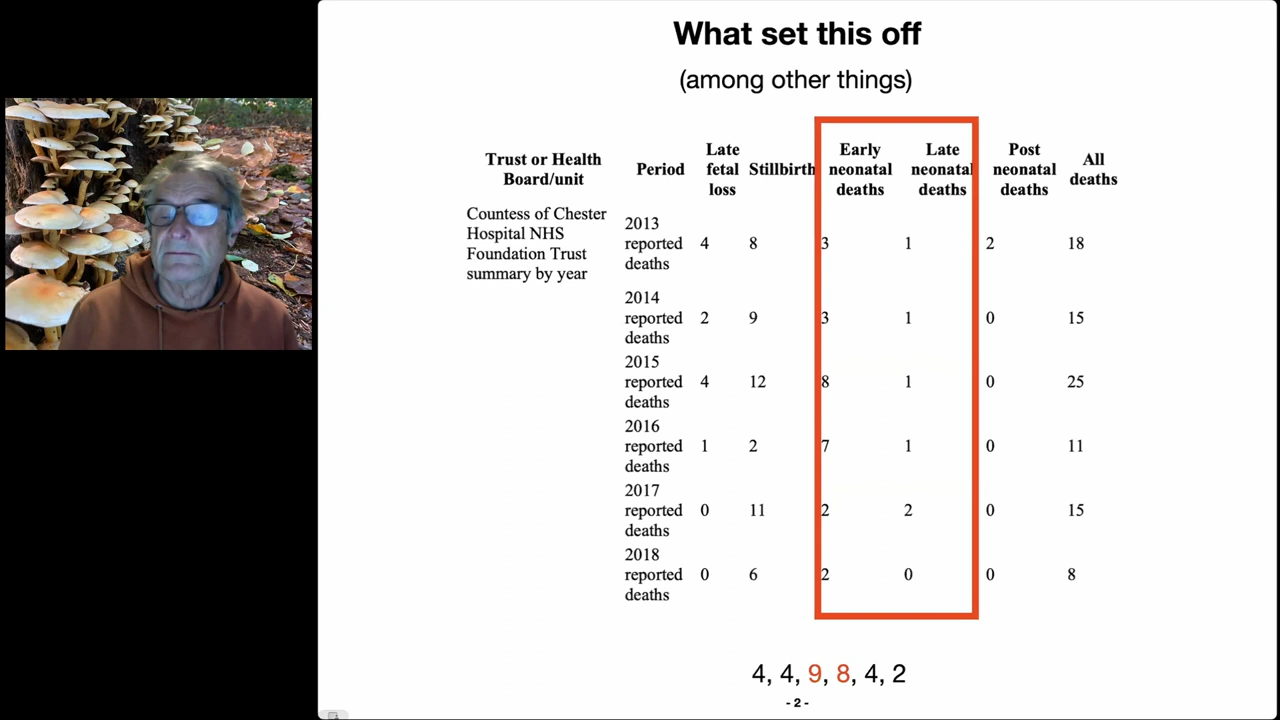 What set this off
(among other things)
Trust or Health Board/unit Period Late fetal loss Stillbirth Early neonatal deaths Late neonatal deaths Post neonatal deaths All deaths
Countess of Chester Hospital NHS Foundation Trust summary by year
2013 reported deaths 4 8 3 1 2 18
2014 reported deaths 2 9 3 1 0 15
2015 reported deaths 4 12 8 1 0 25
2016 reported deaths 1 2 7 1 0 11
2017 reported deaths 0 11 2 2 0 15
2018 reported deaths 0 6 2 0 0 8
4, 4, 9, 8, 4, 2
- 2 -